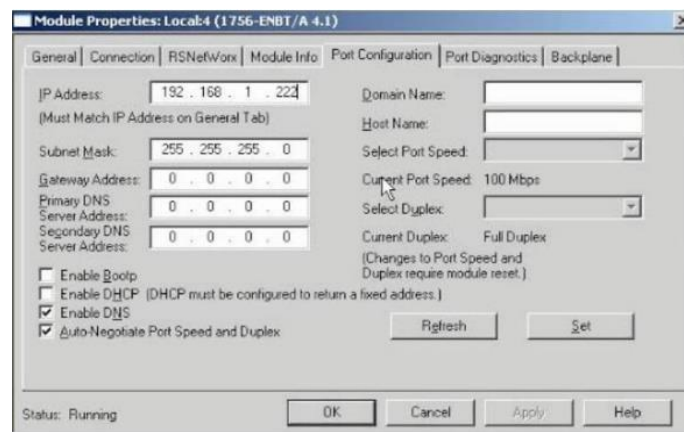 Module Properties: Local:4 (1756-ENBT/A 4.1)
General Connection RSNetWorx Module Info Port Configuration Port Diagnostics Backplane
IP Address: 192 . 168 . 1 . 222
(Must Match IP Address on General Tab)
Subnet Mask: 255 . 255 . 255 . 0
Gateway Address: 0 . 0 . 0 . 0
Primary DNS
Server Address: 0 . 0 . 0 . 0
Secondary DNS
Server Address: 0 . 0 . 0 . 0
Enable Bootp
Enable DHCP (DHCP must be configured to return a fixed address.)
Enable DNS
Auto-Negotiate Port Speed and Duplex
Domain Name:
Host Name:
Select Port Speed:
Current Port Speed: 100 Mbps
Select Duplex:
Current Duplex: Full Duplex
(Changes to Port Speed and
Duplex require module reset.)
Refresh Set
Status: Running OK Cancel Apply Help